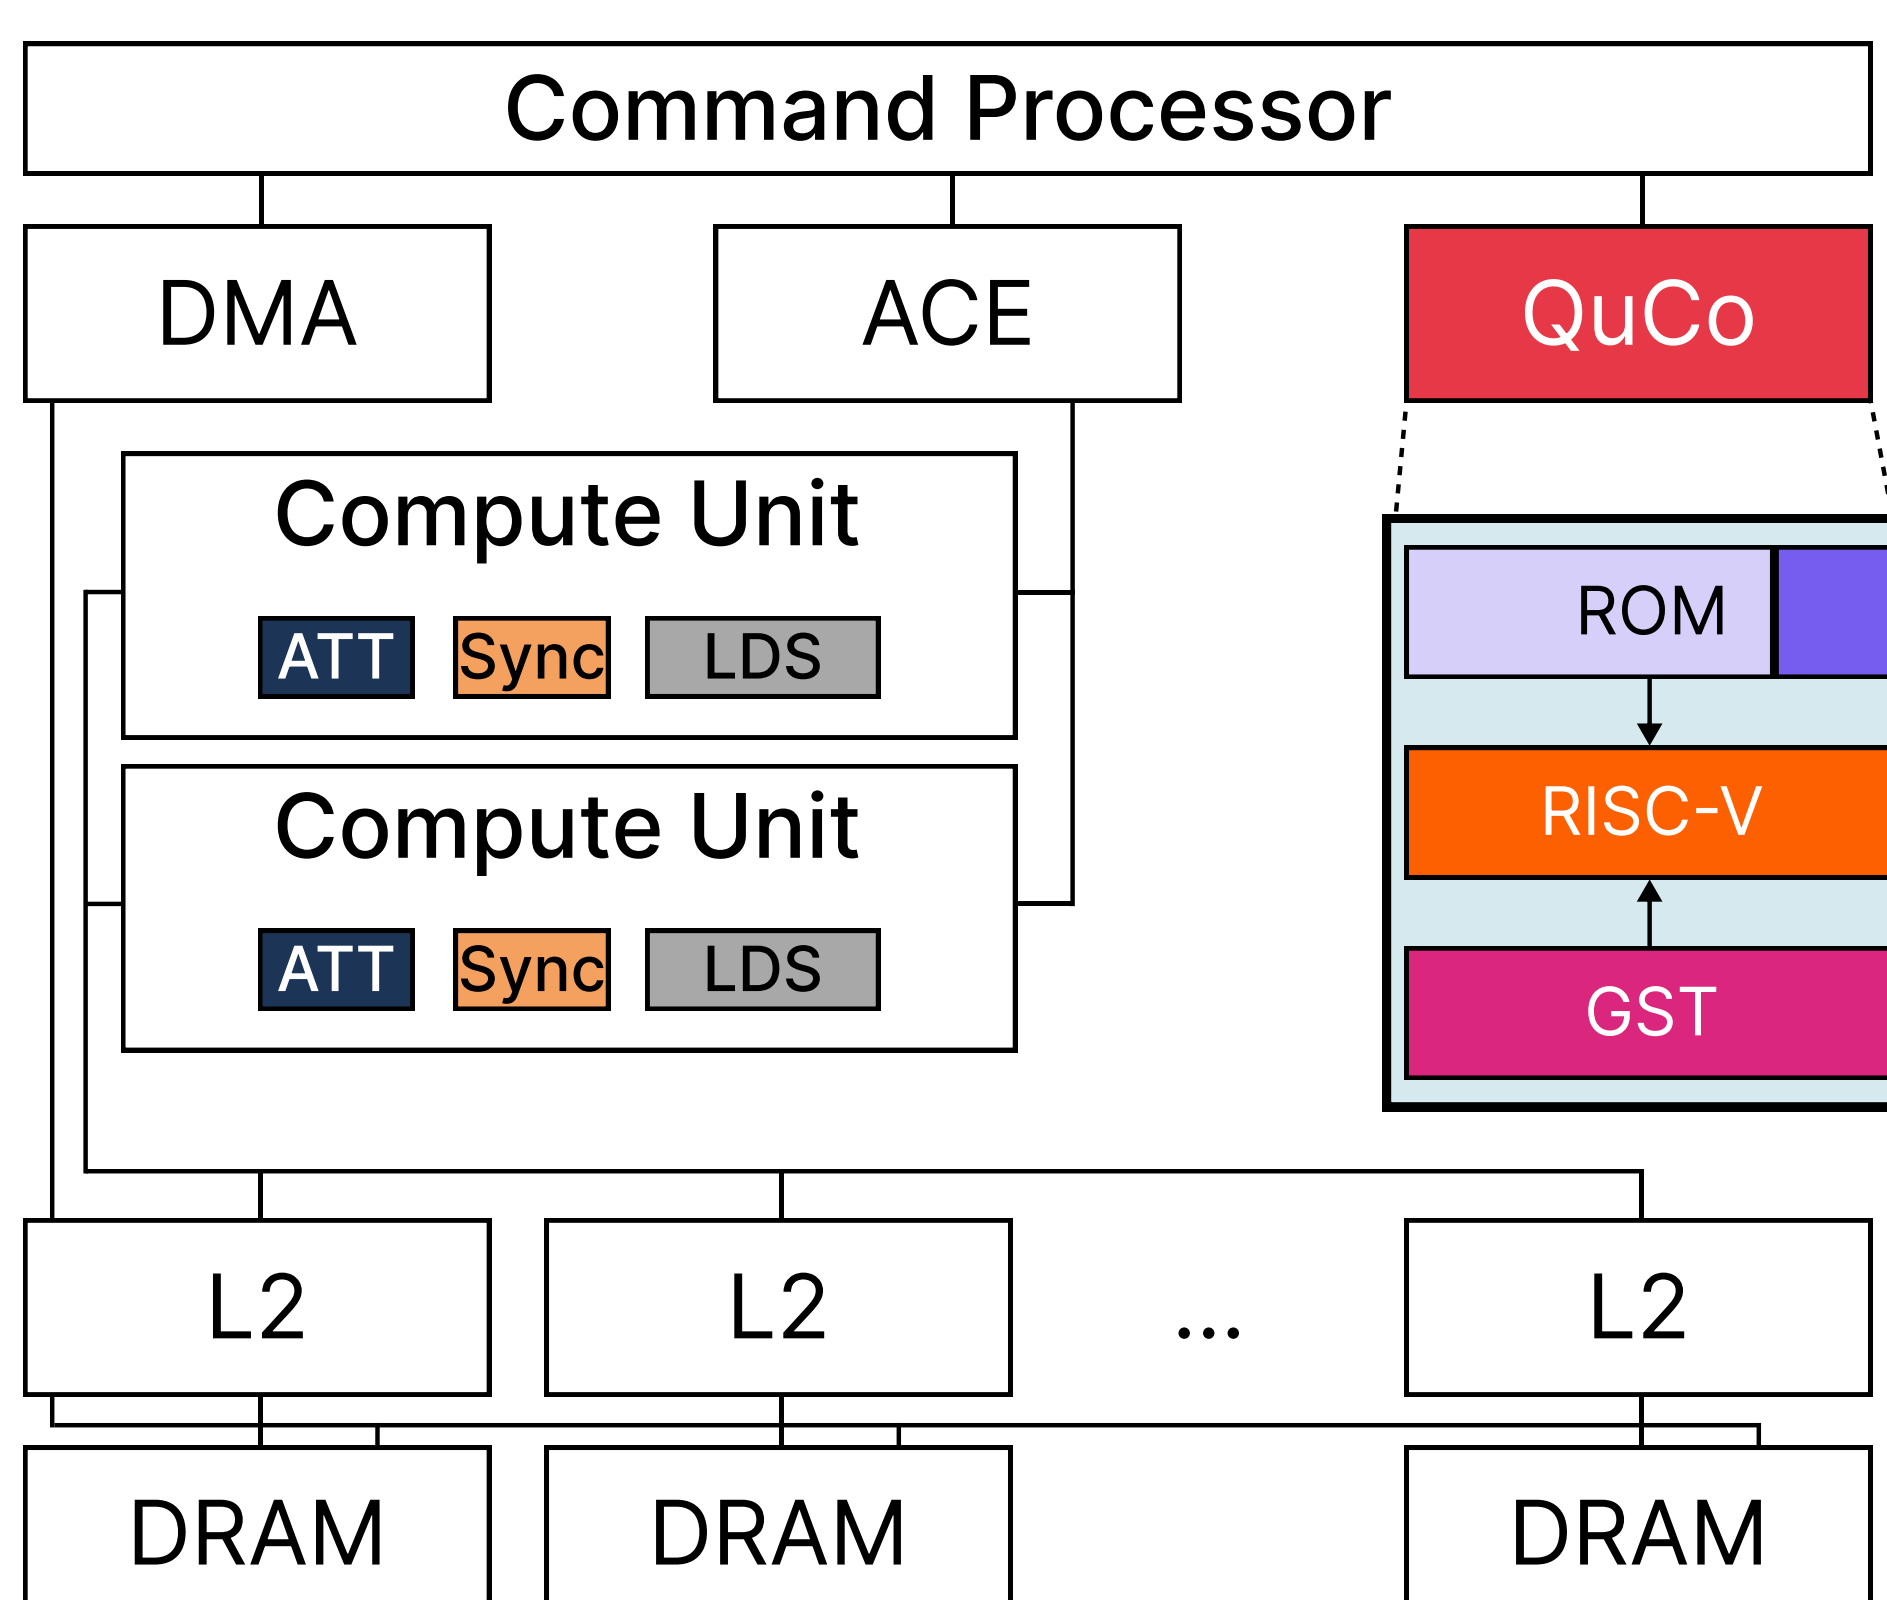 Command Processor
DMA
ACE
QuCo
Compute Unit
ATT
Sync
LDS
Compute Unit
ATT
Sync
LDS
ROM
RISC-V
GST
L2
L2
...
L2
DRAM
DRAM
DRAM